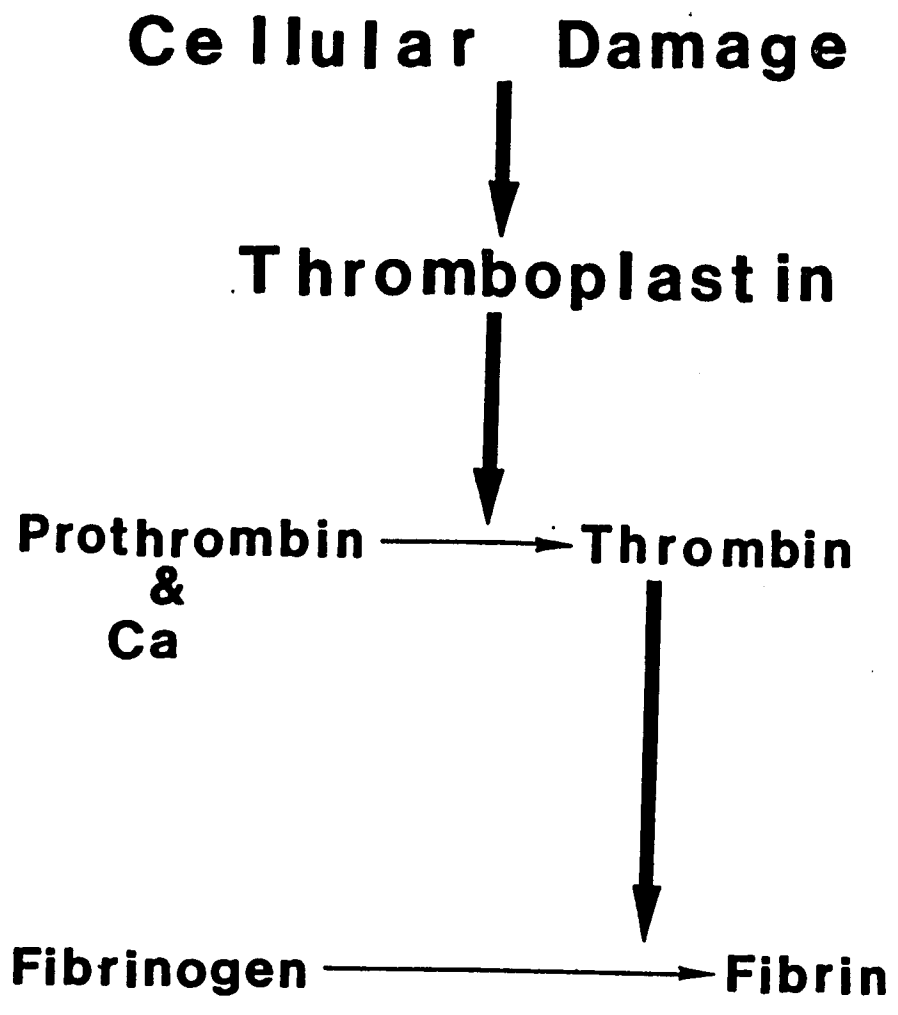 Cellular Damage
Thromboplastin
Prothrombin Thrombin
&
Ca
Fibrinogen Fibrin